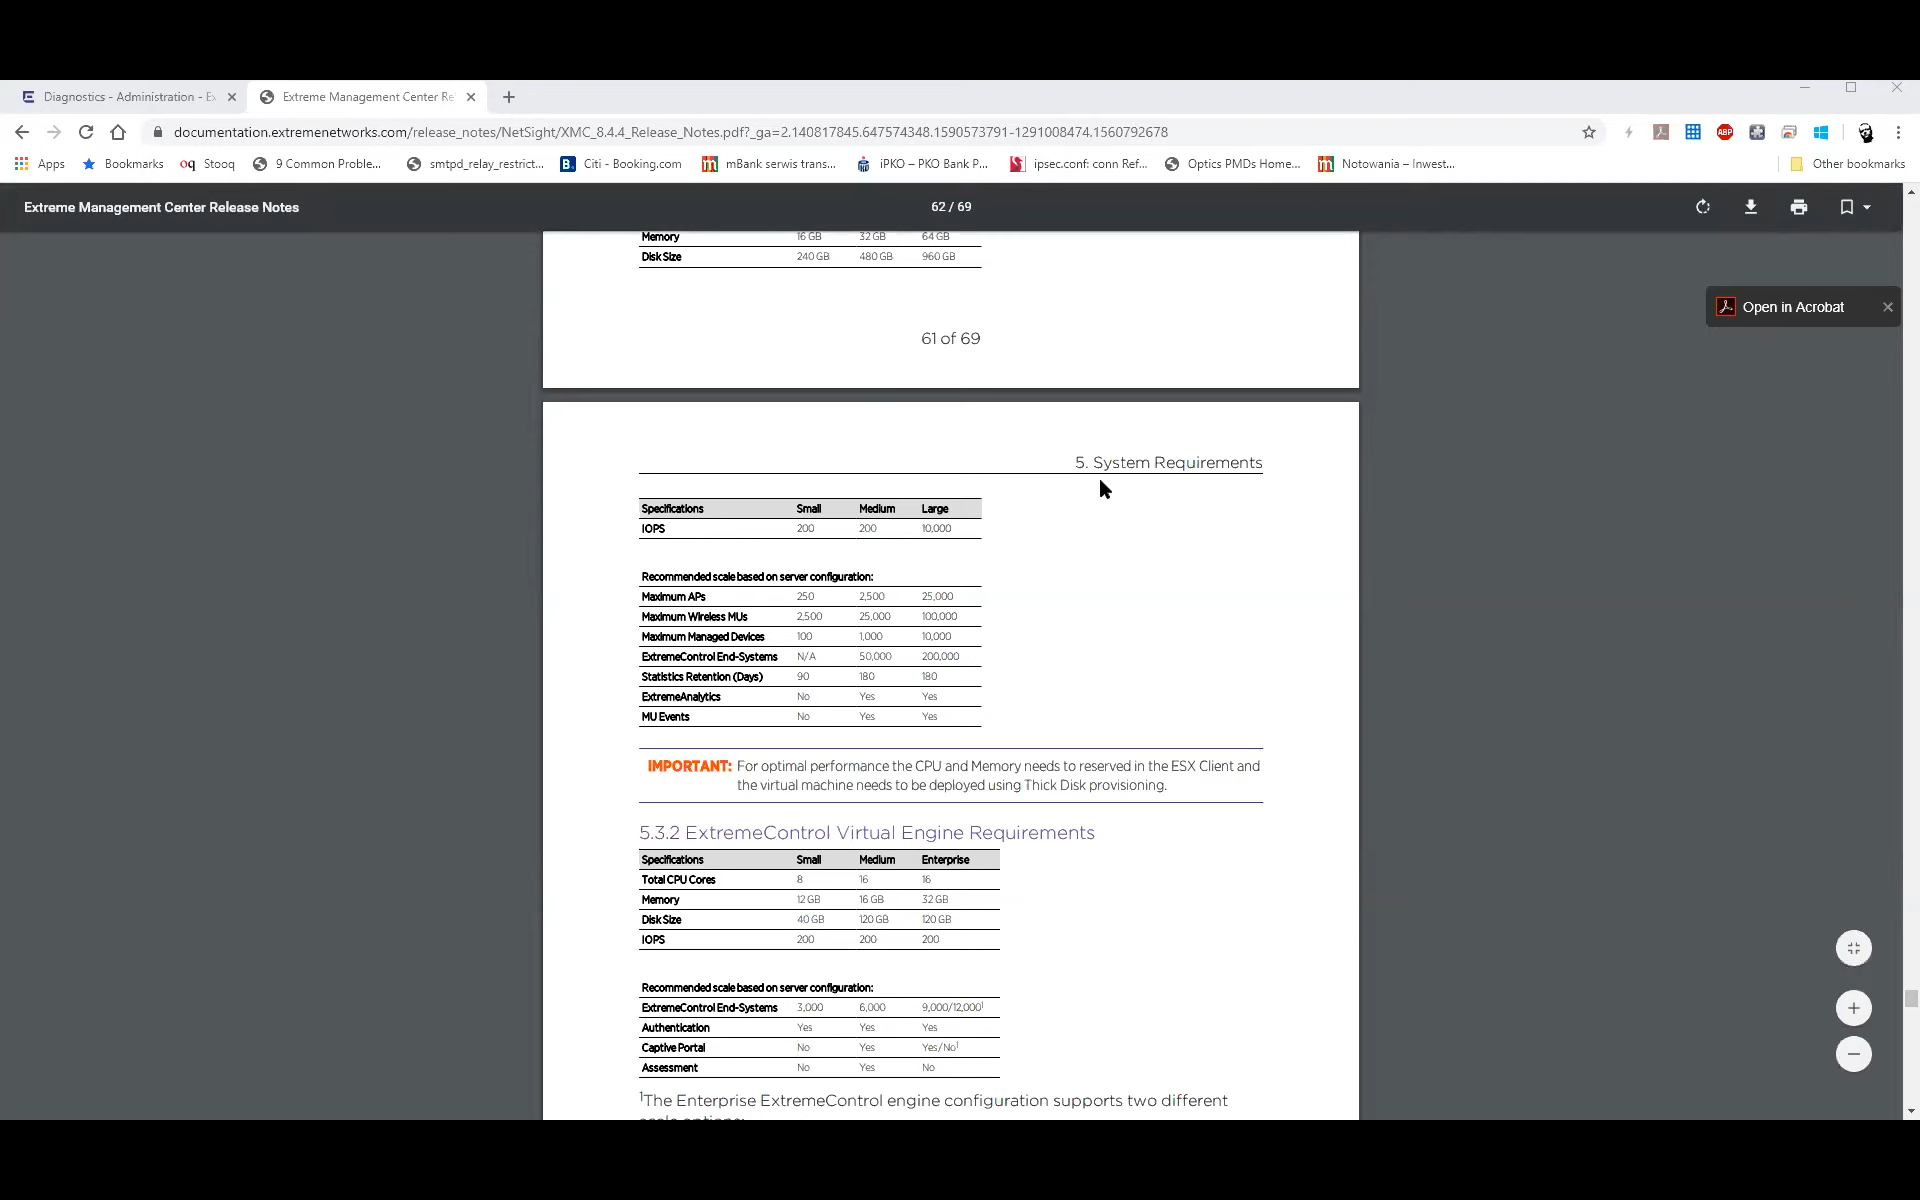 Diagnostics - Administration - Ex
Extreme Management Center Re
documentation.extremenetworks.com/release_notes/NetSight/XMC_8.4.4_Release_Notes.pdf?_ga=2.140817845.647574348.1590573791-1291008474.1560792678
ABP
Apps Bookmarks oq Stooq 9 Common Proble... smtpd_relay_restrict... B. Citi - Booking.com m mBank serwis trans... iPKO – PKO Bank P... ipsec.conf: conn Ref... Optics PMDs Home... m Notowania – Inwest... Other bookmarks
Extreme Management Center Release Notes 62 / 69
Memory 16 GB 32 GB 64 GB
Disk Size 240 GB 480 GB 960 GB
Open in Acrobat
61 of 69
5. System Requirements
Specifications Small Medium Large
IOPS 200 200 10,000
Recommended scale based on server configuration:
Maximum APs 250 2,500 25,000
Maximum Wireless MUs 2,500 25,000 100,000
Maximum Managed Devices 100 1,000 10,000
ExtremeControl End-Systems N/A 50,000 200,000
Statistics Retention (Days) 90 180 180
ExtremeAnalytics No Yes Yes
MU Events No Yes Yes
IMPORTANT: For optimal performance the CPU and Memory needs to reserved in the ESX Client and
the virtual machine needs to be deployed using Thick Disk provisioning.
5.3.2 ExtremeControl Virtual Engine Requirements
Specifications Small Medium Enterprise
Total CPU Cores 8 16 16
Memory 12 GB 16 GB 32 GB
Disk Size 40 GB 120 GB 120 GB
IOPS 200 200 200
Recommended scale based on server configuration:
ExtremeControl End-Systems 3,000 6,000 9,000/12,000¹
Authentication Yes Yes Yes
Captive Portal No Yes Yes/No¹
Assessment No Yes No
¹The Enterprise ExtremeControl engine configuration supports two different
scale options: